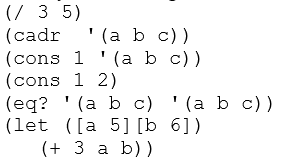 (/ 3 5)
(cadr  '(a b c))
(cons 1 '(a b c))
(cons 1 2)
(eq? '(a b c) '(a b c))
(let ([a 5][b 6])
   (+ 3 a b))